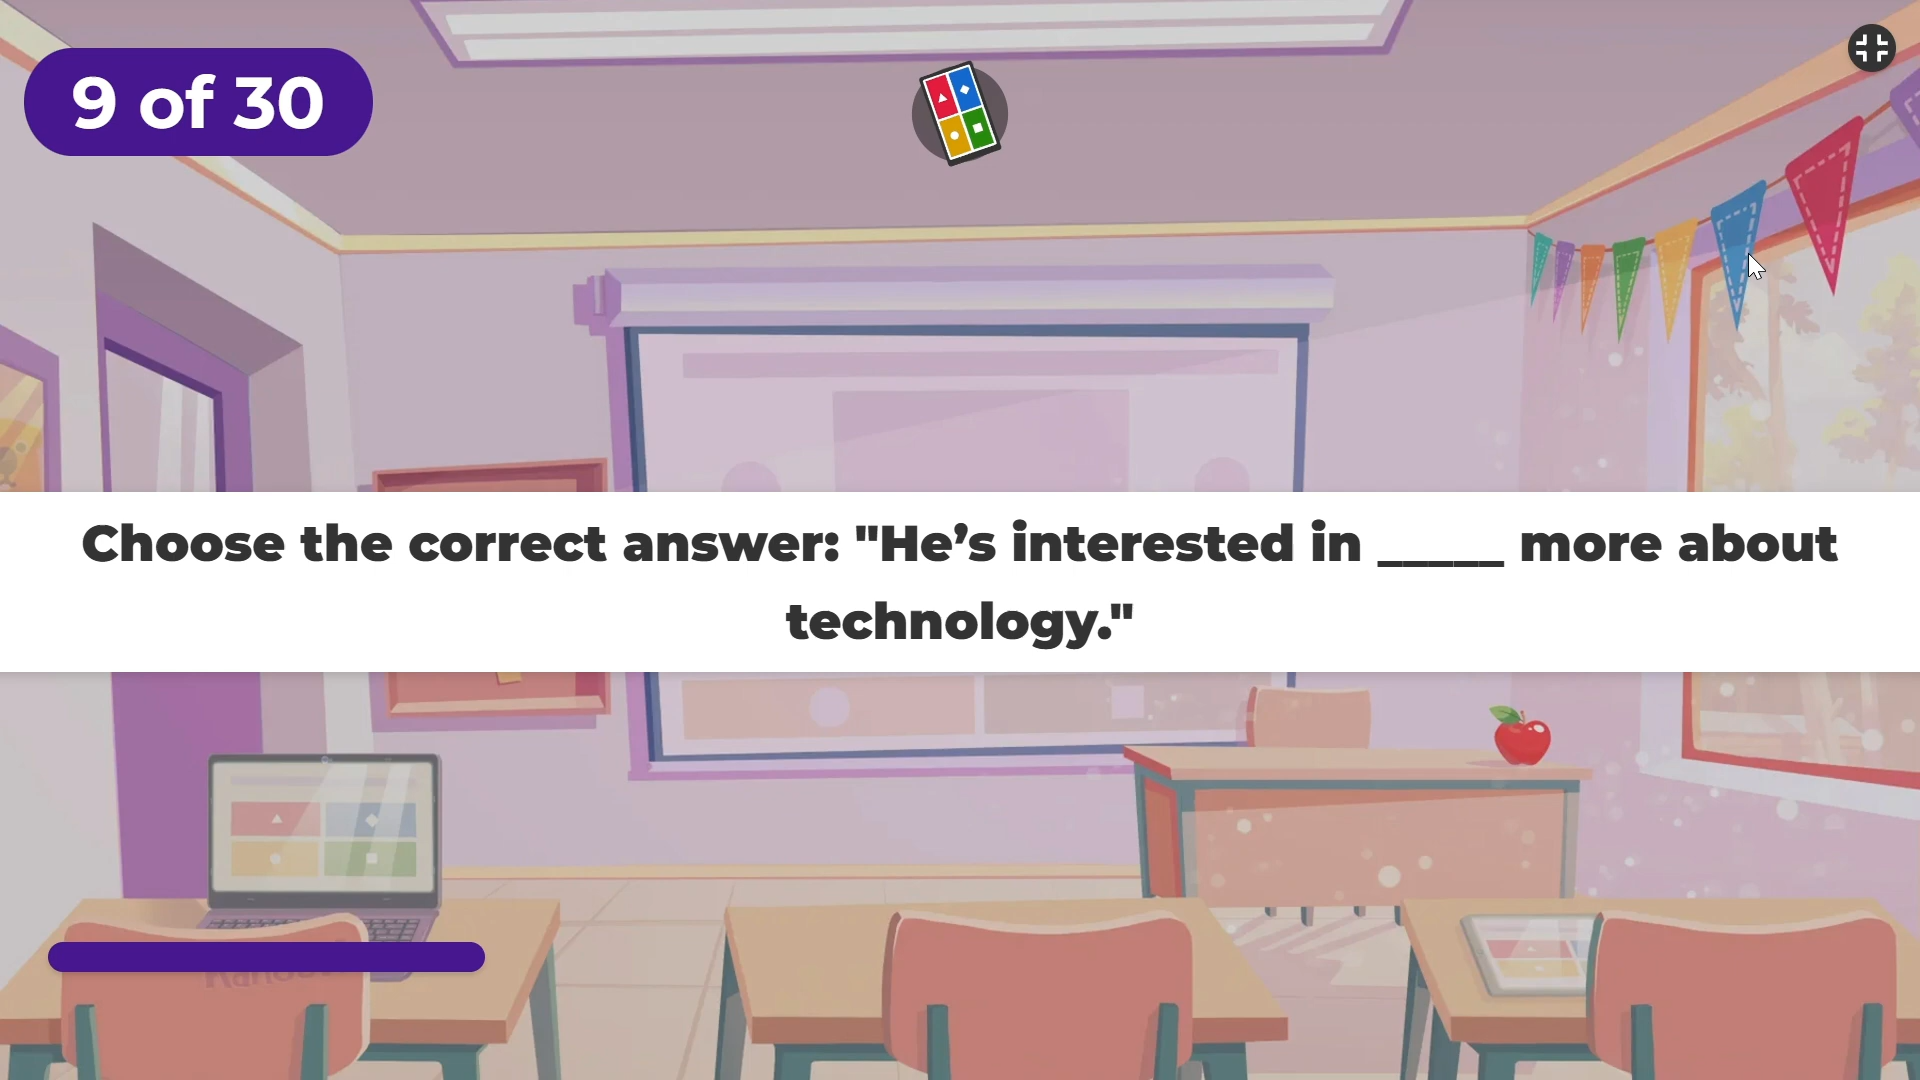 9 of 30
Choose the correct answer: "He’s interested in _____ more about
technology."